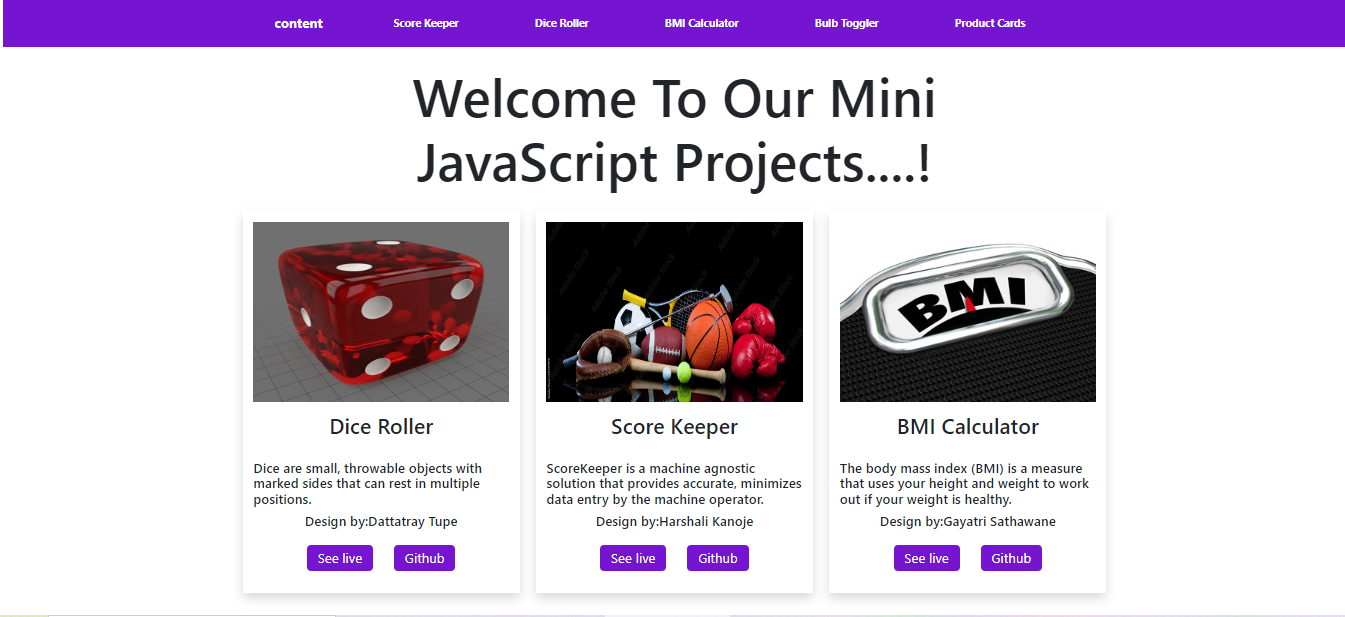 content Score Keeper Dice Roller BMI Calculator Bulb Toggler Product Cards
Welcome To Our Mini
JavaScript Projects....!
Adobe Stock
BMI
Dice Roller
Dice are small, throwable objects with
marked sides that can rest in multiple
positions.
Design by:Dattatray Tupe
See live Github
Score Keeper
ScoreKeeper is a machine agnostic
solution that provides accurate, minimizes
data entry by the machine operator.
Design by:Harshali Kanoje
See live Github
BMI Calculator
The body mass index (BMI) is a measure
that uses your height and weight to work
out if your weight is healthy.
Design by:Gayatri Sathawane
See live Github